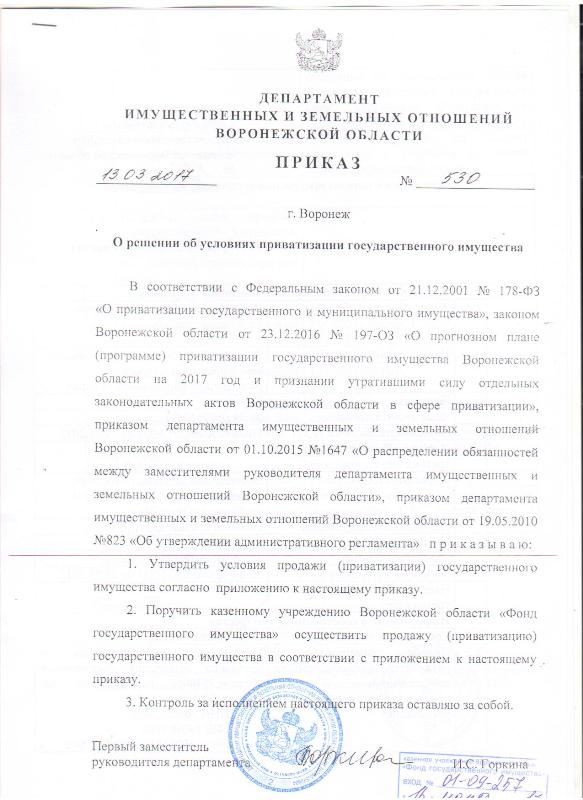 ДЕПАРТАМЕНТ
ИМУЩЕСТВЕННЫХ И ЗЕМЕЛЬНЫХ ОТНОШЕНИЙ
ВОРОНЕЖСКОЙ ОБЛАСТИ
ПРИКАЗ
13.03.2017 № 530
г. Воронеж
О решении об условиях приватизации государственного имущества
В соответствии с Федеральным законом от 21.12.2001 № 178-ФЗ
«О приватизации государственного и муниципального имущества», законом
Воронежской области от 23.12.2016 № 197-ОЗ «О прогнозном плане
(программе) приватизации государственного имущества Воронежской
области на 2017 год и признании утратившими силу отдельных
законодательных актов Воронежской области в сфере приватизации»,
приказом департамента имущественных и земельных отношений
Воронежской области от 01.10.2015 №1647 «О распределении обязанностей
между заместителями руководителя департамента имущественных и
земельных отношений Воронежской области», приказом департамента
имущественных и земельных отношений Воронежской области от 19.05.2010
№823 «Об утверждении административного регламента» п р и к а з ы в а ю:
1. Утвердить условия продажи (приватизации) государственного
имущества согласно приложению к настоящему приказу.
2. Поручить казенному учреждению Воронежской области «Фонд
государственного имущества» осуществить продажу (приватизацию)
государственного имущества в соответствии с приложением к настоящему
приказу.
3. Контроль за исполнением настоящего приказа оставляю за собой.
Первый заместитель
руководителя департамента И.С. Горкина
казенное учреждение
«Фонд государственного имущества»
ВХОД. № 01-09-257